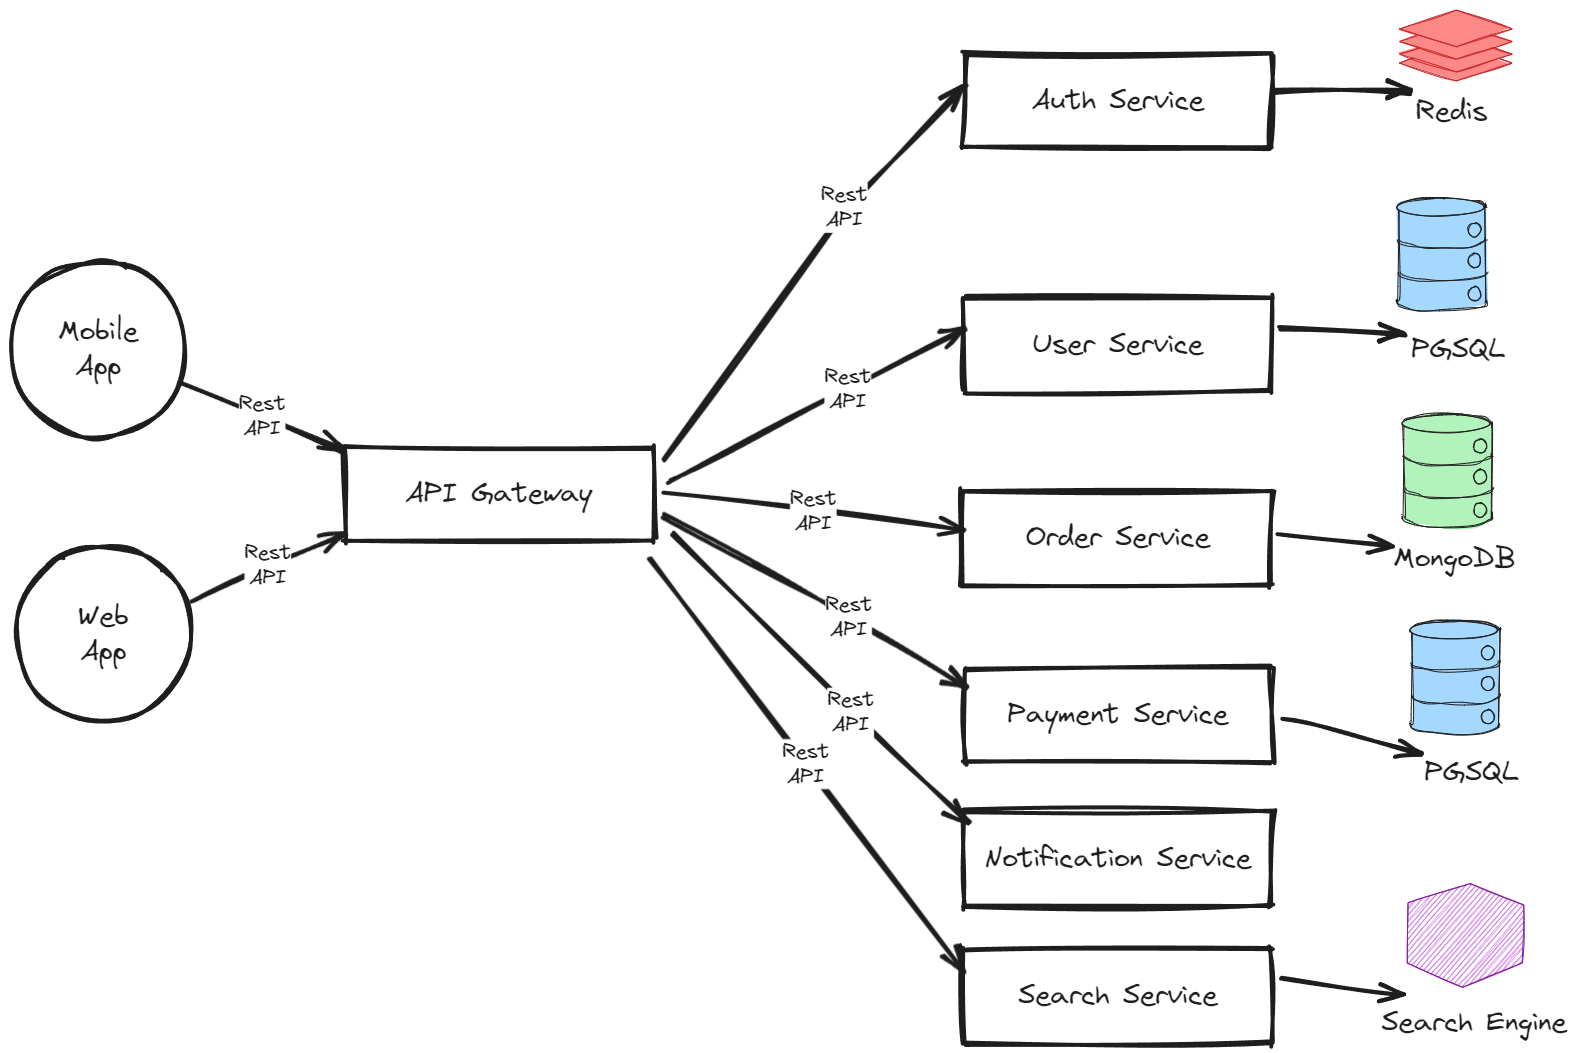 Mobile
App
Rest
API
Web
App
Rest
API
API Gateway
Rest
API
Rest
API
Rest
API
Rest
API
Rest
API
Rest
API
Auth Service
Redis
User Service
PGSQL
Order Service
MongoDB
Payment Service
PGSQL
Notification Service
Search Service
Search Engine